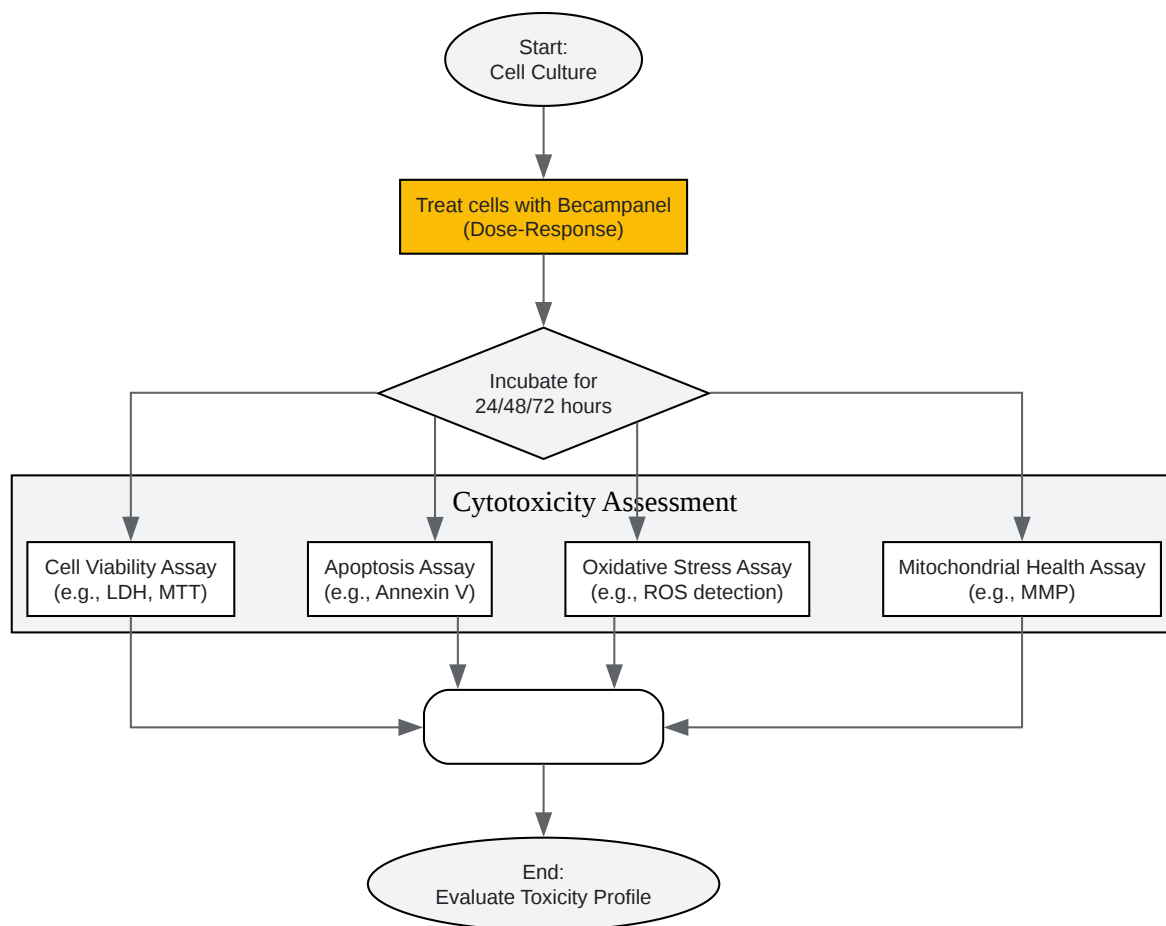 Start:
Cell Culture
Treat cells with Becampanel
(Dose-Response)
Incubate for
24/48/72 hours
Cytotoxicity Assessment
Cell Viability Assay
(e.g., LDH, MTT)
Apoptosis Assay
(e.g., Annexin V)
Oxidative Stress Assay
(e.g., ROS detection)
Mitochondrial Health Assay
(e.g., MMP)
End:
Evaluate Toxicity Profile